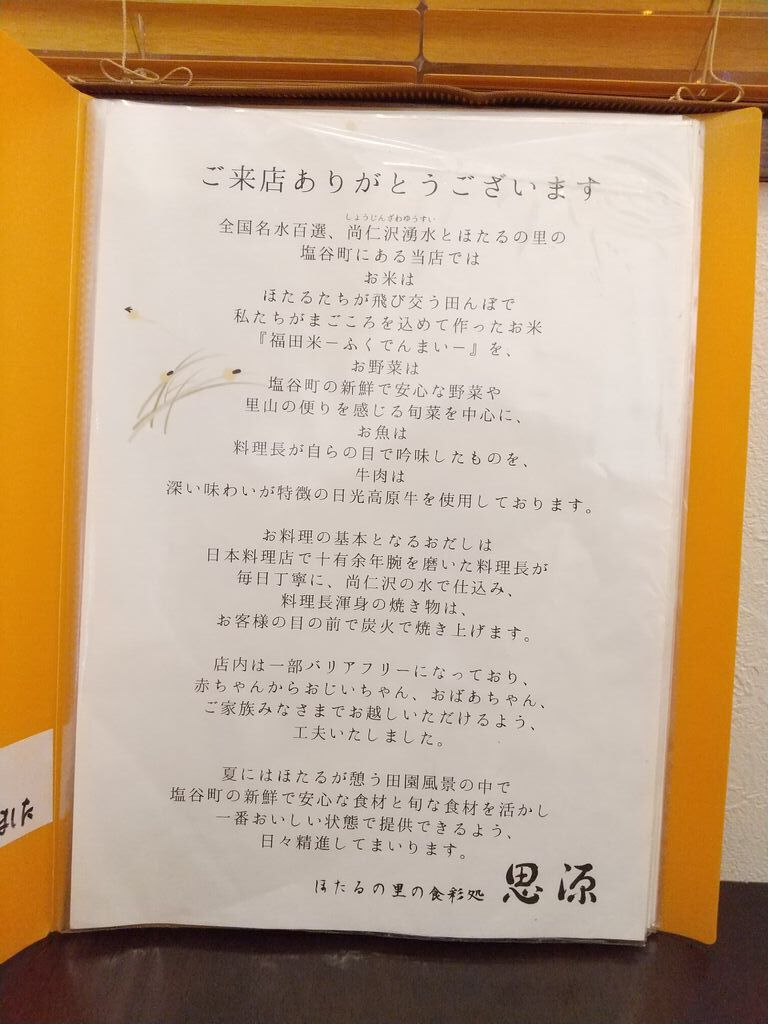 ご来店ありがとうございます
しょうじんざわゆうすい
全国名水百選、尚仁沢湧水とほたるの里の
塩谷町にある当店では
お米は
ほたるたちが飛び交う田んぼで
私たちがまごころを込めて作ったお米
『福田米－ふくでんまい－』を、
お野菜は
塩谷町の新鮮で安心な野菜や
里山の便りを感じる旬菜を中心に、
お魚は
料理長が自らの目で吟味したものを、
牛肉は
深い味わいが特徴の日光高原牛を使用しております。
お料理の基本となるおだしは
日本料理店で十有余年腕を磨いた料理長が
毎日丁寧に、尚仁沢の水で仕込み、
料理長渾身の焼き物は、
お客様の目の前で炭火で焼き上げます。
店内は一部バリアフリーになっており、
赤ちゃんからおじいちゃん、おばあちゃん、
ご家族みなさまでお越しいただけるよう、
工夫いたしました。
夏にはほたるが憩う田園風景の中で
塩谷町の新鮮で安心な食材と旬な食材を活かし
一番おいしい状態で提供できるよう、
日々精進してまいります。
ほたるの里の食彩処 思源